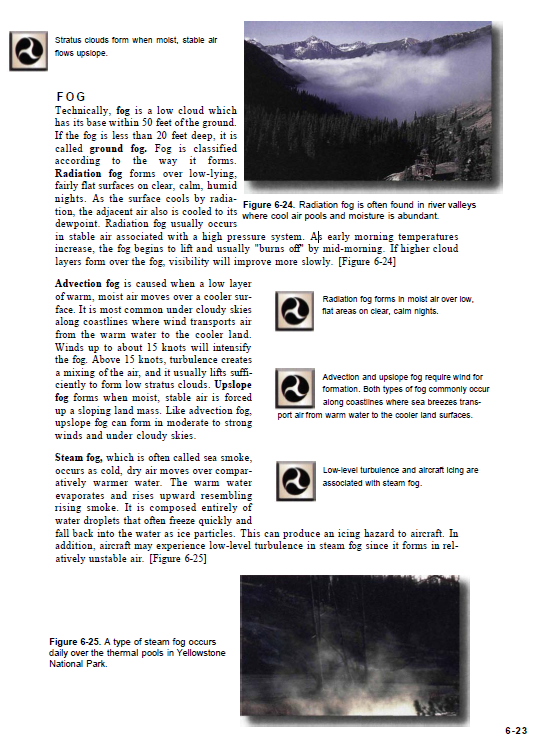 Stratus clouds form when moist, stable air
flows upslope.
FOG
Technically, fog is a low cloud which
has its base within 50 feet of the ground.
If the fog is less than 20 feet deep, it is
called ground fog. Fog is classified
according to the way it forms.
Radiation fog forms over low-lying,
fairly flat surfaces on clear, calm, humid
nights. As the surface cools by radia-
tion, the adjacent air also is cooled to its
dewpoint. Radiation fog usually occurs
in stable air associated with a high pressure system. As early morning temperatures
increase, the fog begins to lift and usually "burns off" by mid-morning. If higher cloud
layers form over the fog, visibility will improve more slowly. [Figure 6-24]
Figure 6-24. Radiation fog is often found in river valleys
where cool air pools and moisture is abundant.
Advection fog is caused when a low layer
of warm, moist air moves over a cooler sur-
face. It is most common under cloudy skies
along coastlines where wind transports air
from the warm water to the cooler land.
Winds up to about 15 knots will intensify
the fog. Above 15 knots, turbulence creates
a mixing of the air, and it usually lifts suffi-
ciently to form low stratus clouds. Upslope
fog forms when moist, stable air is forced
up a sloping land mass. Like advection fog,
upslope fog can form in moderate to strong
winds and under cloudy skies.
Radiation fog forms in moist air over low,
flat areas on clear, calm nights.
Advection and upslope fog require wind for
formation. Both types of fog commonly occur
along coastlines where sea breezes trans-
port air from warm water to the cooler land surfaces.
Steam fog, which is often called sea smoke,
occurs as cold, dry air moves over compar-
atively warmer water. The warm water
evaporates and rises upward resembling
rising smoke. It is composed entirely of
water droplets that often freeze quickly and
fall back into the water as ice particles. This can produce an icing hazard to aircraft. In
addition, aircraft may experience low-level turbulence in steam fog since it forms in rel-
atively unstable air. [Figure 6-25]
Low-level turbulence and aircraft icing are
associated with steam fog.
Figure 6-25. A type of steam fog occurs
daily over the thermal pools in Yellowstone
National Park.
6-23